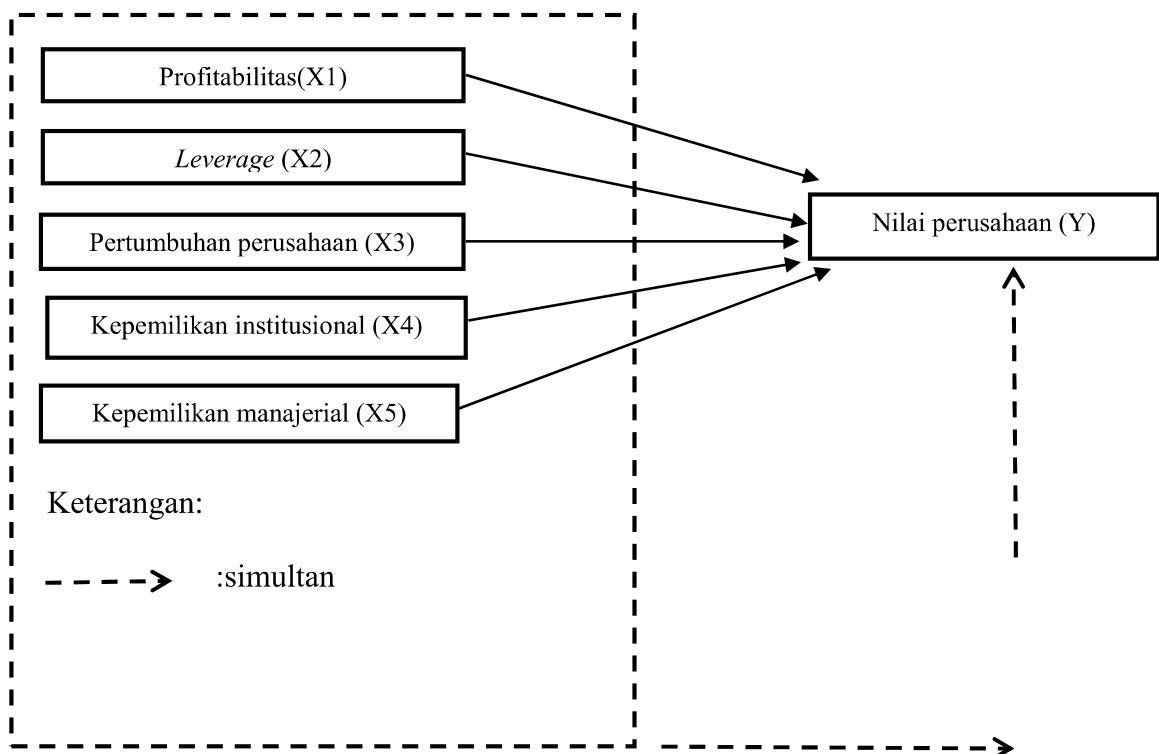 Profitabilitas(X1)
Leverage (X2)
Pertumbuhan perusahaan (X3)
Kepemilikan institusional (X4)
Kepemilikan manajerial (X5)
Nilai perusahaan (Y)
Keterangan:
:simultan